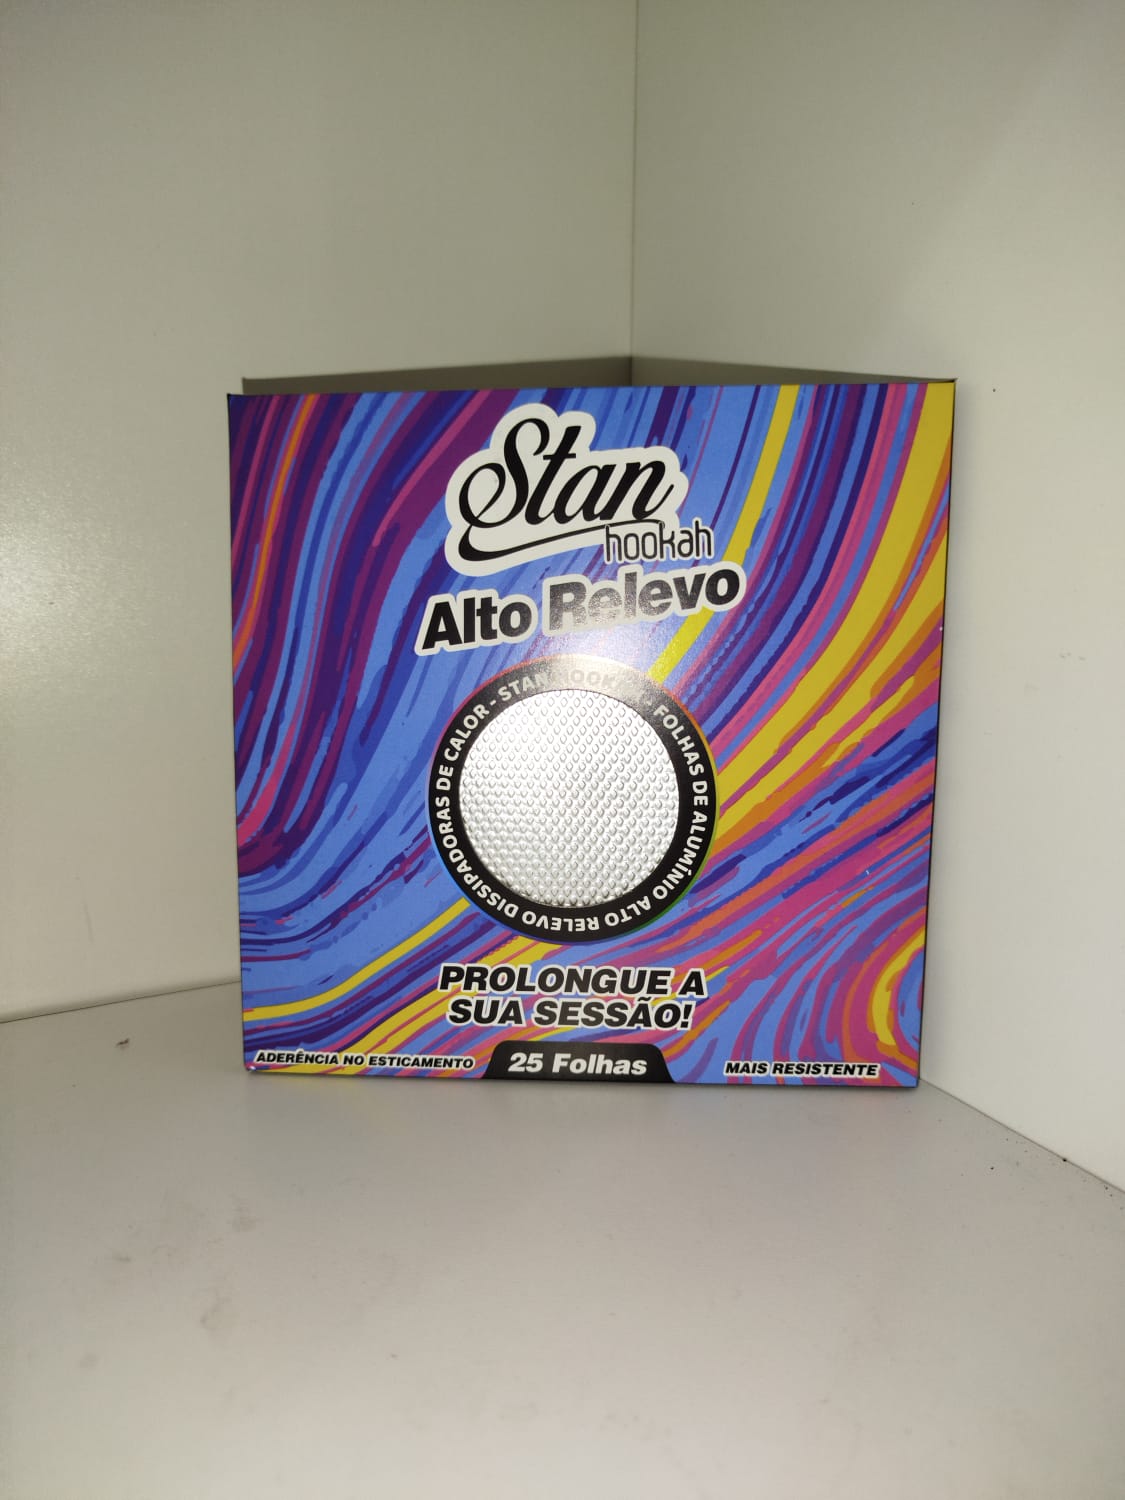 Stan
hookah
Alto Relevo
STAN HOOKAH - FOLHAS DE ALUMÍNIO ALTO RELEVO DISSIPADORAS DE CALOR -
PROLONGUE A
SUA SESSÃO!
ADERÊNCIA NO ESTICAMENTO
25 Folhas
MAIS RESISTENTE